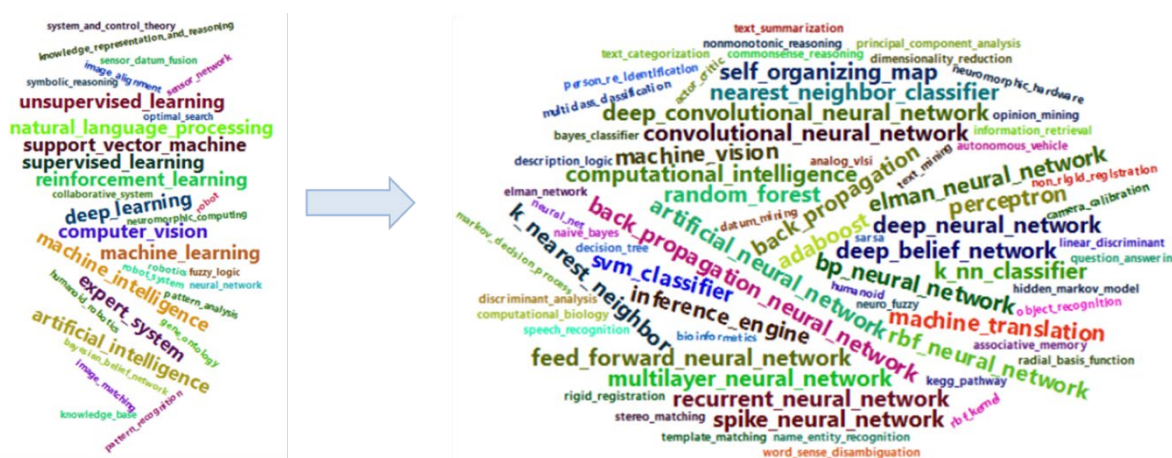 system_and_control_theory
knowledge_representation_and_reasoning
sensor_datum_fusion
image_alignment
sensor_network
symbolic_reasoning
unsupervised_learning
optimal_search
natural_language_processing
support_vector_machine
supervised_learning
reinforcement_learning
collaborative_system
deep_learning
robot
neuromorphic_computing
computer_vision
machine_learning
machine_intelligence
robotics
fuzzy_logic
robot_system
neural_network
humanoid_robotics
expert_system
pattern_analysis
gene_ontology
artificial_intelligence
bayesian_belief_network
image_matching
pattern_recognition
knowledge_base
text_summarization
nonmonotonic_reasoning
principal_component_analysis
text_categorization
commonsense_reasoning
dimensionality_reduction
person_re_identification
actor_critic
self_organizing_map
neuromorphic_hardware
multiclass_classification
nearest_neighbor_classifier
deep_convolutional_neural_network
opinion_mining
bayes_classifier
convolutional_neural_network
information_retrieval
autonomous_vehicle
description_logic
machine_vision
analog_vlsi
text_mining
computational_intelligence
elman_neural_network
non_rigid_registration
elman_network
random_forest
back_propagation
perceptron
camera_calibration
neural_net
k_nearest_neighbor
back_propagation_neural_network
artificial_neural_network
datum_mining
adaboost
deep_neural_network
markov_decision_process
naive_bayes
decision_tree
sarsa
deep_belief_network
linear_discriminant
svm_classifier
bp_neural_network
k_nn_classifier
question_answerin
humanoid
hidden_markov_model
discriminant_analysis
inference_engine
neuro_fuzzy
object_recognition
computational_biology
machine_translation
speech_recognition
bioinformatics
rbf_neural_network
associative_memory
feed_forward_neural_network
radial_basis_function
multilayer_neural_network
kegg_pathway
rigid_registration
recurrent_neural_network
rbf_kernel
stereo_matching
spike_neural_network
template_matching
name_entity_recognition
word_sense_disambiguation